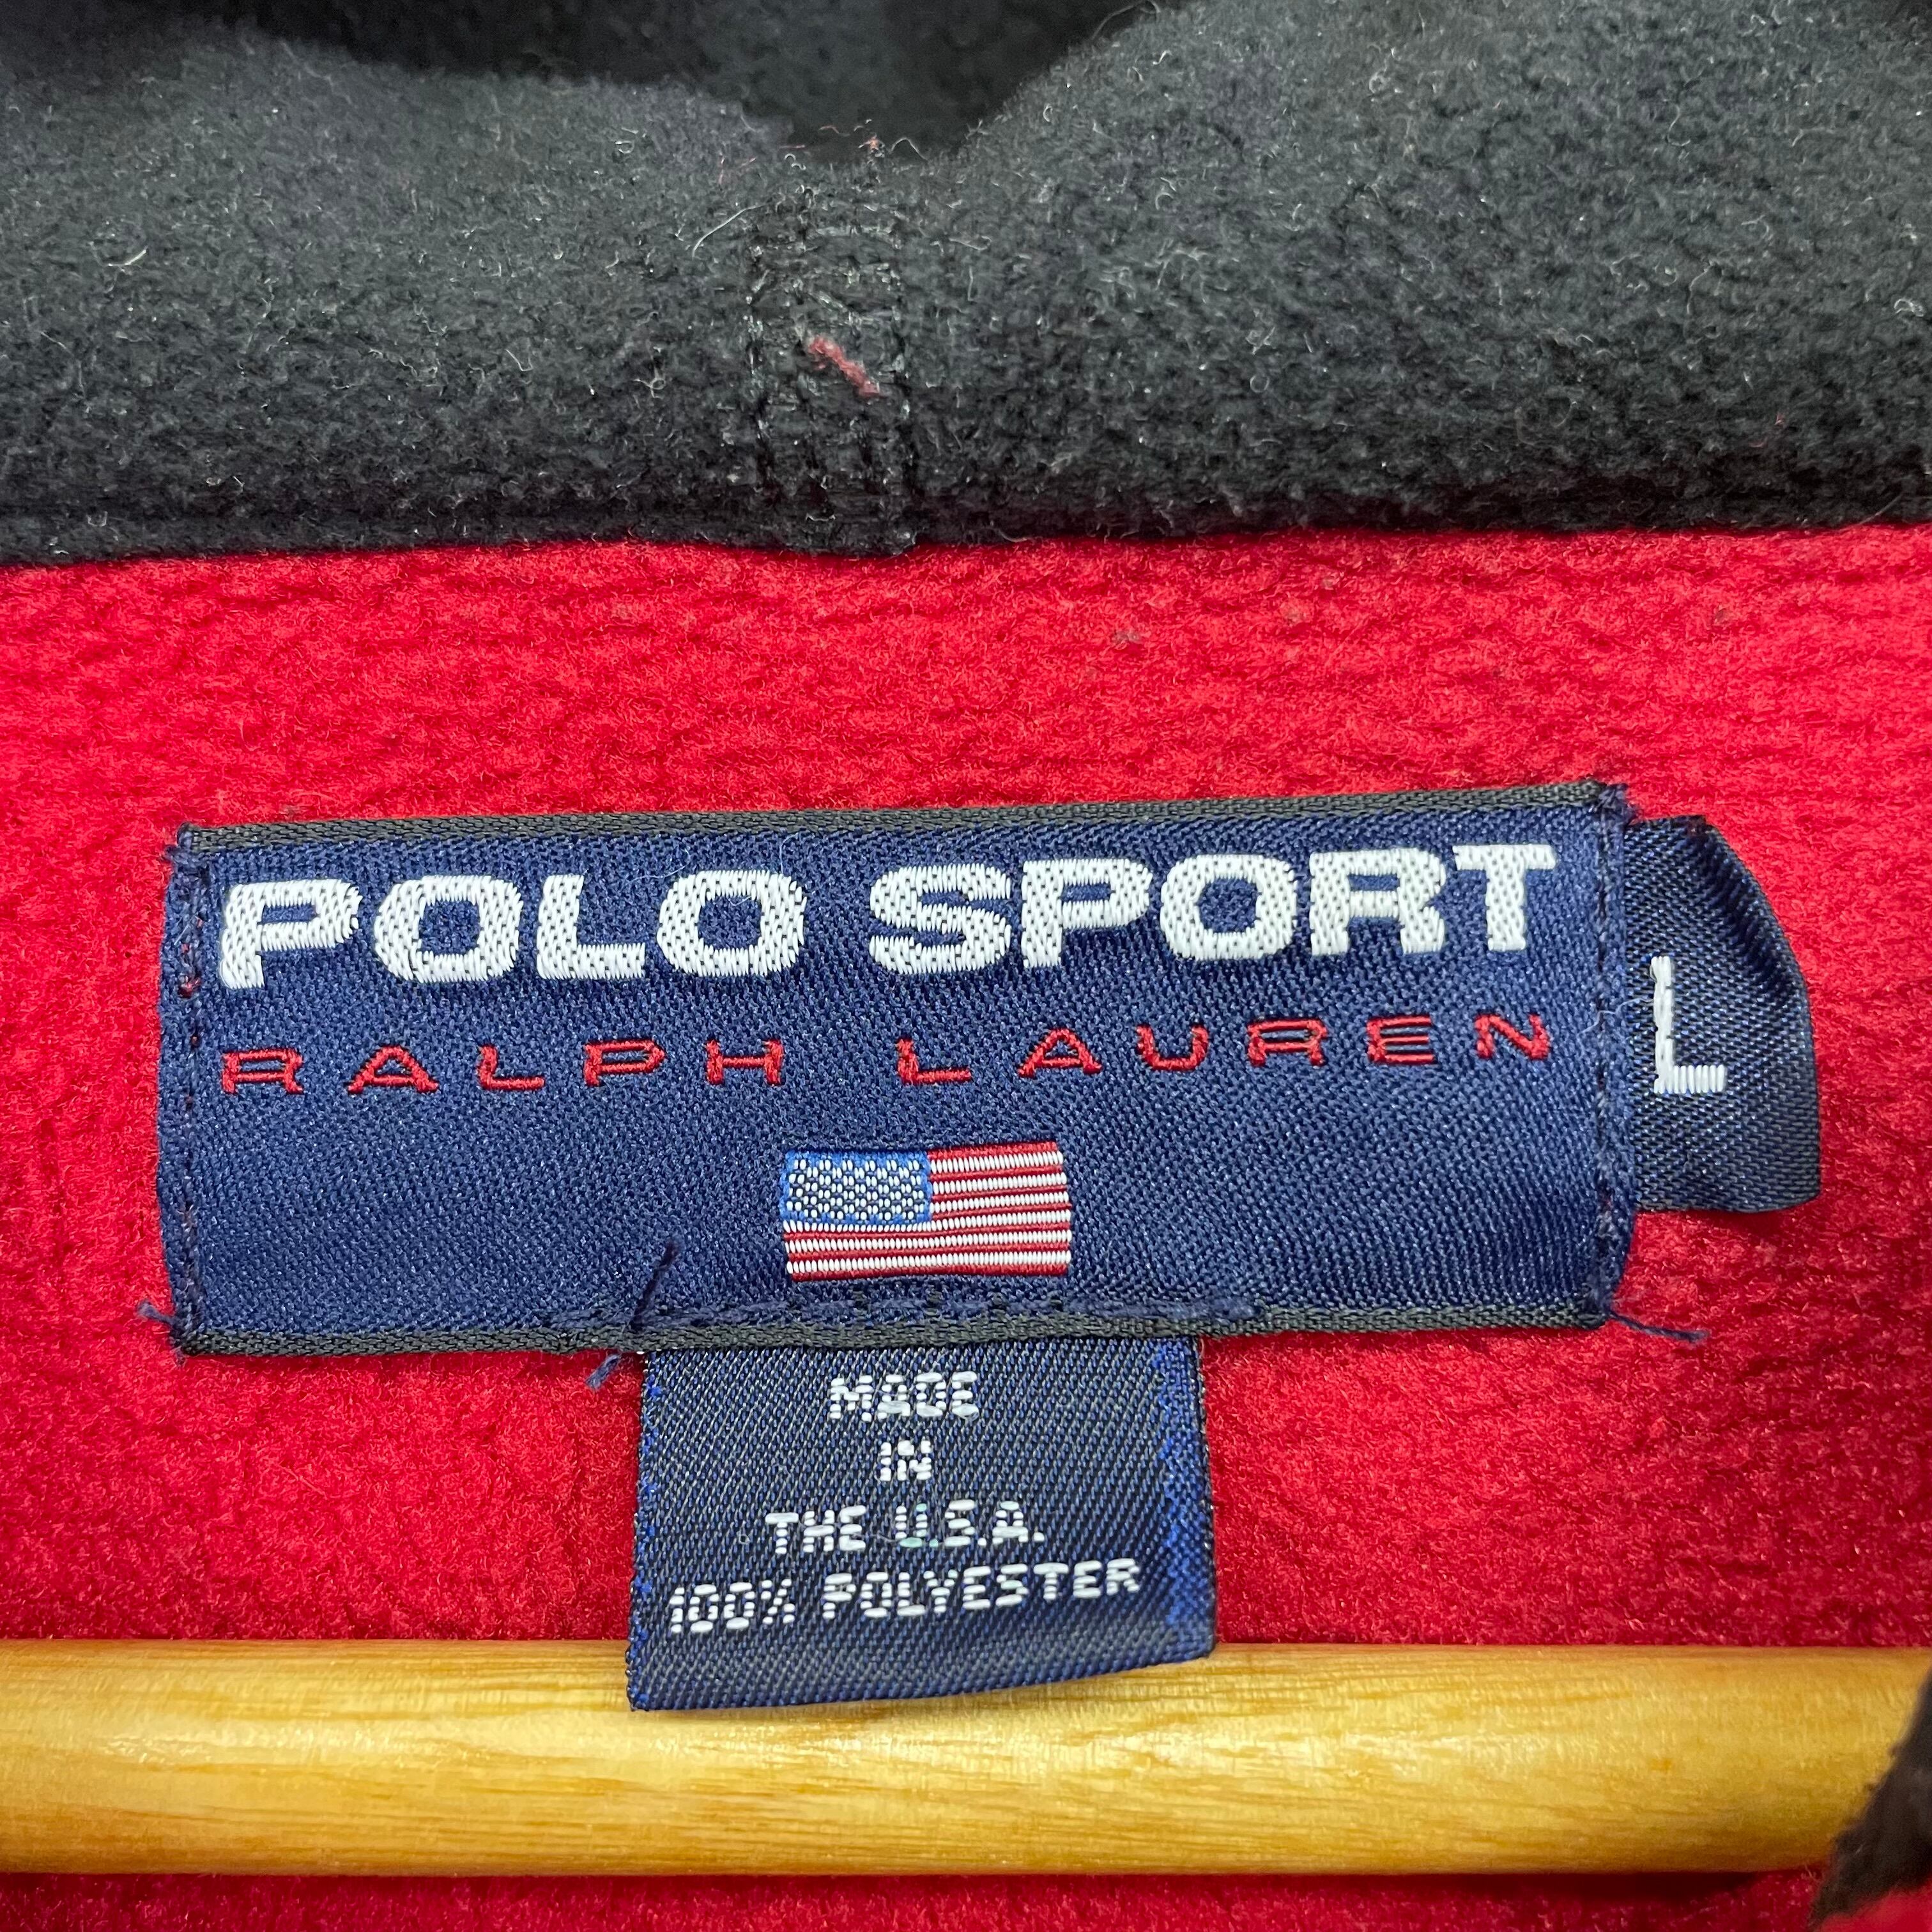 POLO SPORT
RALPH LAUREN
L
MADE
IN
THE U.S.A.
100% POLYESTER